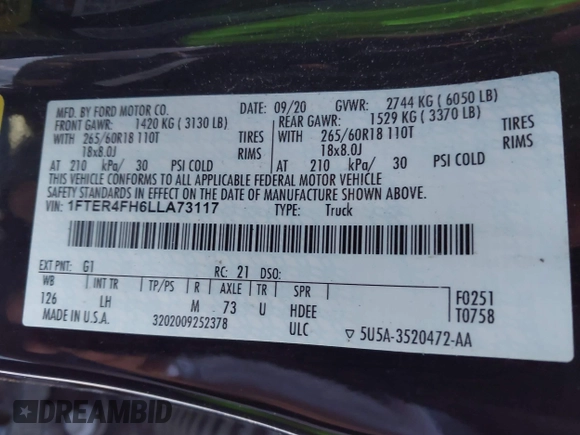 MFD. BY FORD MOTOR CO. DATE: 09/20 GVWR: 2744 KG ( 6050 LB)
FRONT GAWR: 1420 KG ( 3130 LB) REAR GAWR: 1529 KG ( 3370 LB)
WITH 265/60R18 110T TIRES WITH 265/60R18 110T TIRES
18x8.0J RIMS 18x8.0J RIMS
AT 210 kPa/ 30 PSI COLD AT 210 kPa/ 30 PSI COLD
THIS VEHICLE CONFORMS TO ALL APPLICABLE FEDERAL MOTOR VEHICLE
SAFETY STANDARDS IN EFFECT ON THE DATE OF MANUFACTURE SHOWN ABOVE.
VIN: 1FTER4FH6LLA73117 TYPE: Truck
EXT PNT: G1 RC: 21 DSO:
WB INT TR TP/PS R AXLE TR SPR
126 LH M 73 U HDEE F0251
ULC T0758
MADE IN U.S.A. 3202009252378 5U5A-3520472-AA
DREAMBID